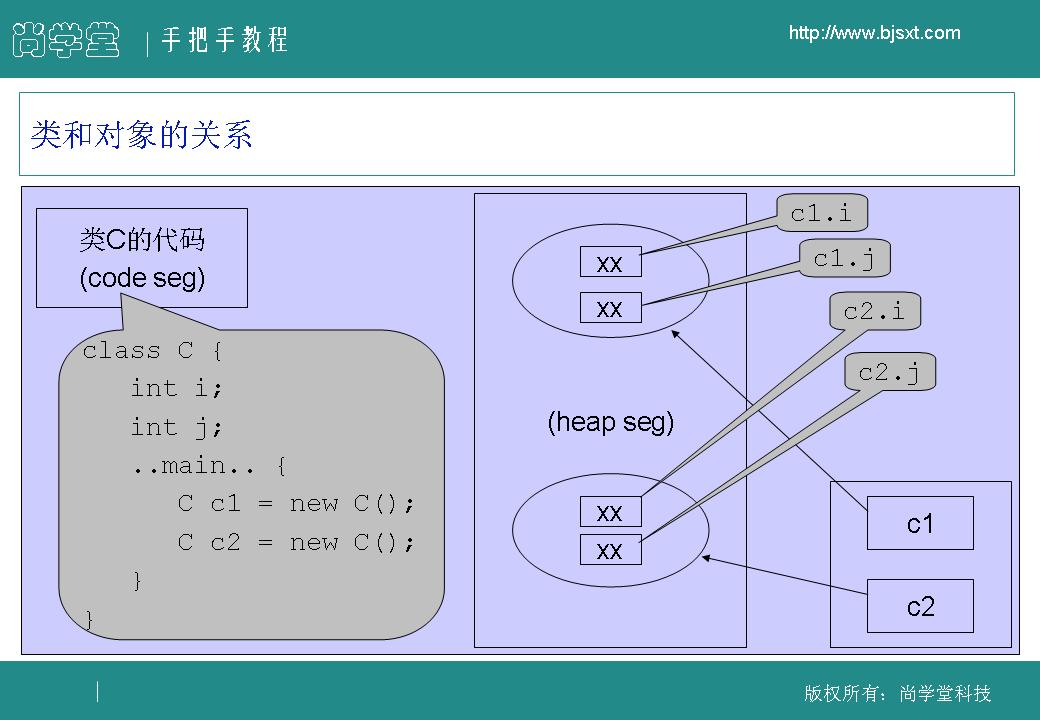 尚学堂
手把手教程
http://www.bjsxt.com
类和对象的关系
类C的代码
(code seg)
class C {
int i;
int j;
..main.. {
C c1 = new C();
C c2 = new C();
}
}
xx
xx
(heap seg)
xx
xx
c1.i
c1.j
c2.i
c2.j
c1
c2
版权所有：尚学堂科技